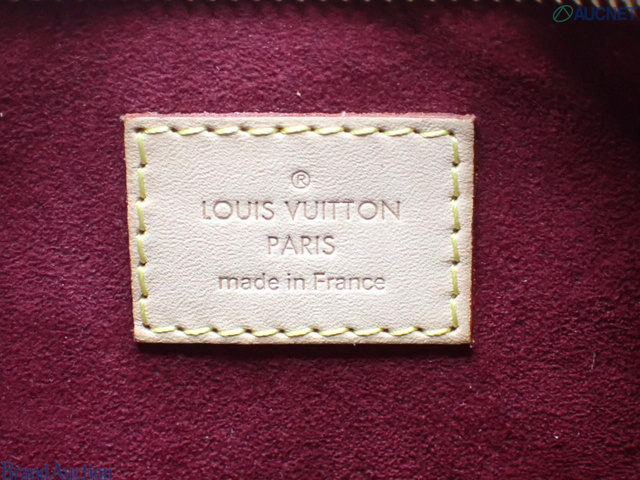 AUCNET
®
LOUIS VUITTON
PARIS
made in France
Brand Auction